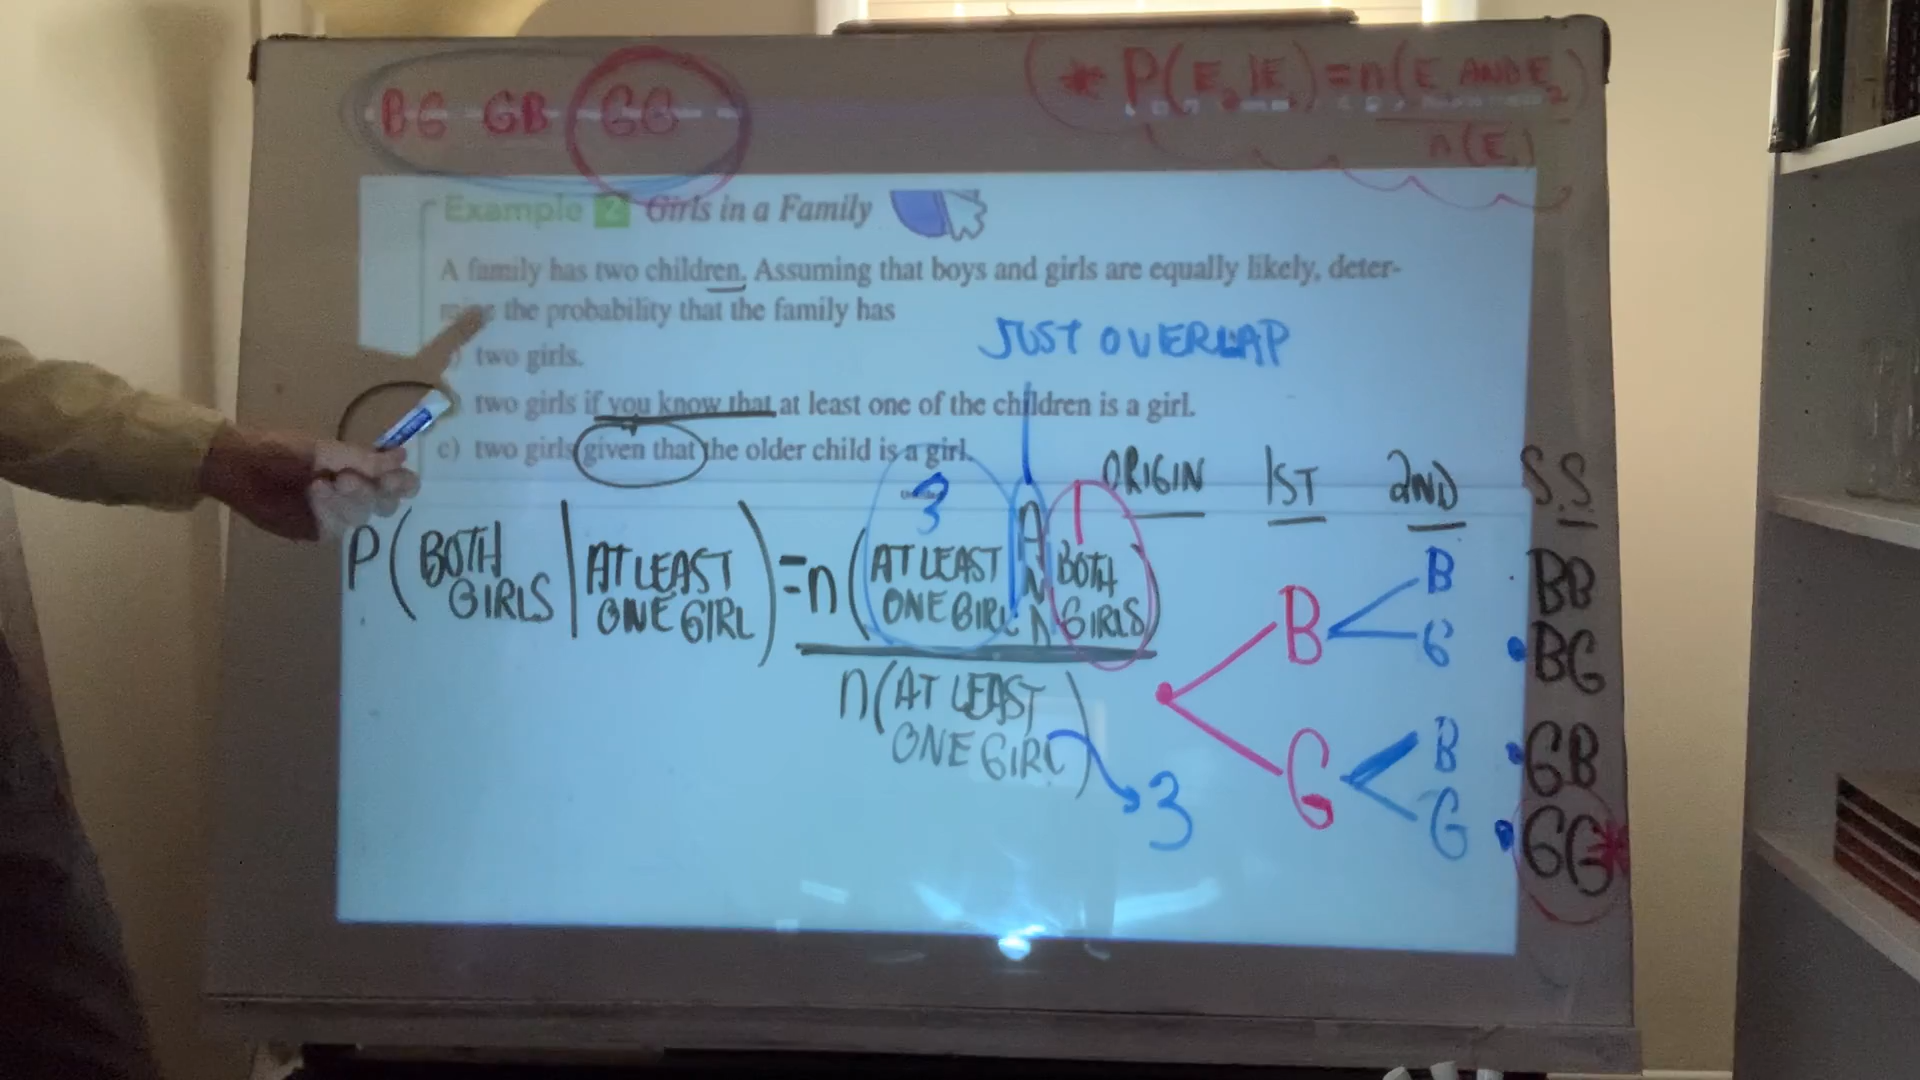 BG GB GG
* P(E₂|E₁) = n(E₁ AND E₂)
n(E₁)
Example 2 Girls in a Family
A family has two children. Assuming that boys and girls are equally likely, deter-
mine the probability that the family has
two girls.
two girls if you know that at least one of the children is a girl.
c) two girls given that the older child is a girl.
JUST OVERLAP
ORIGIN 1ST 2ND S.S
3 1
P(BOTH GIRLS | AT LEAST ONE GIRL) = n(AT LEAST ONE GIRL AND BOTH GIRLS)
n(AT LEAST ONE GIRL)
3
B B BB
G BG
G B GB
G GG*